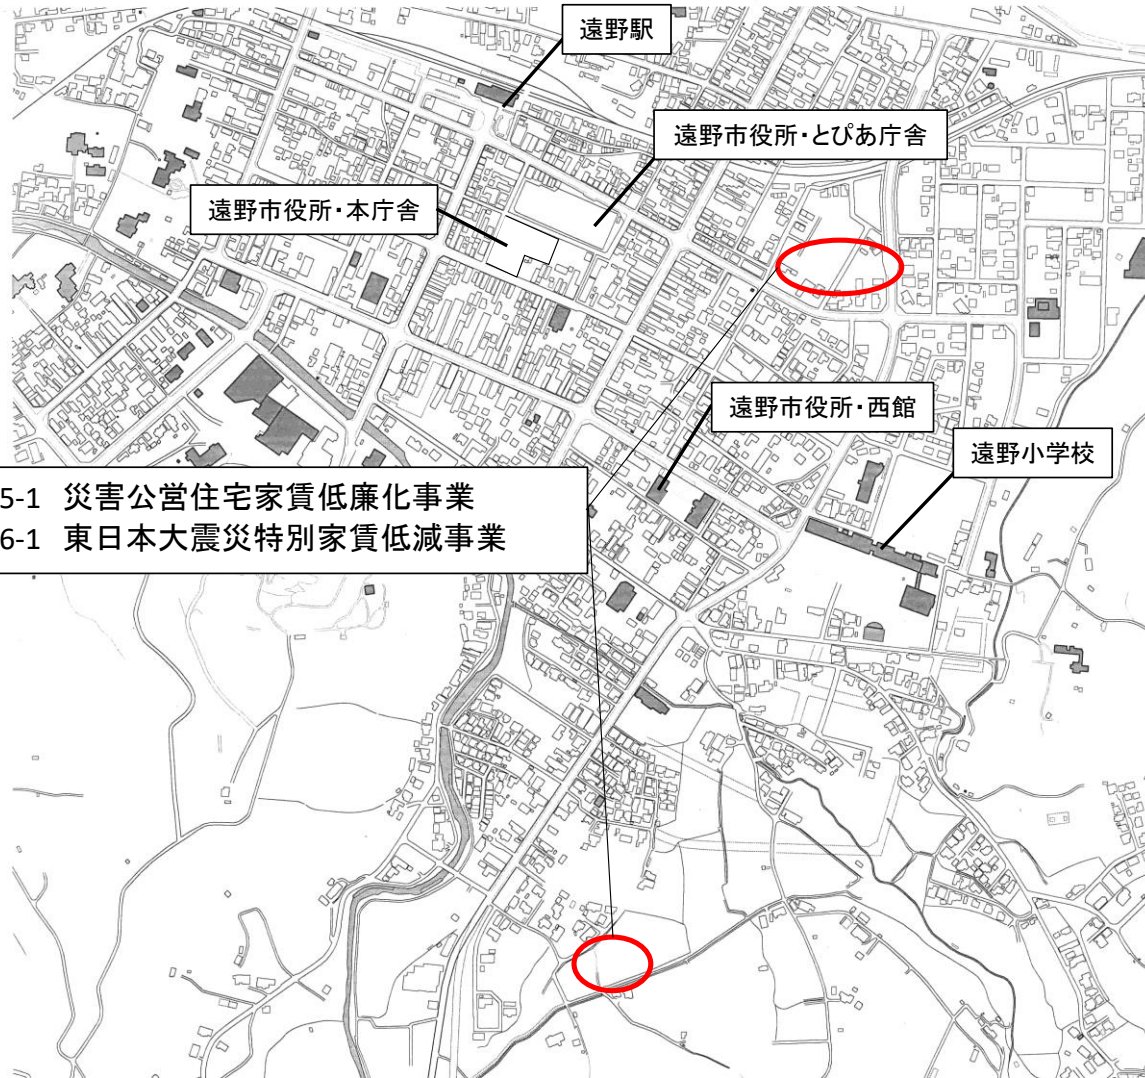 遠野駅
遠野市役所・とぴあ庁舎
遠野市役所・本庁舎
遠野市役所・西館
遠野小学校
5-1 災害公営住宅家賃低廉化事業
6-1 東日本大震災特別家賃低減事業